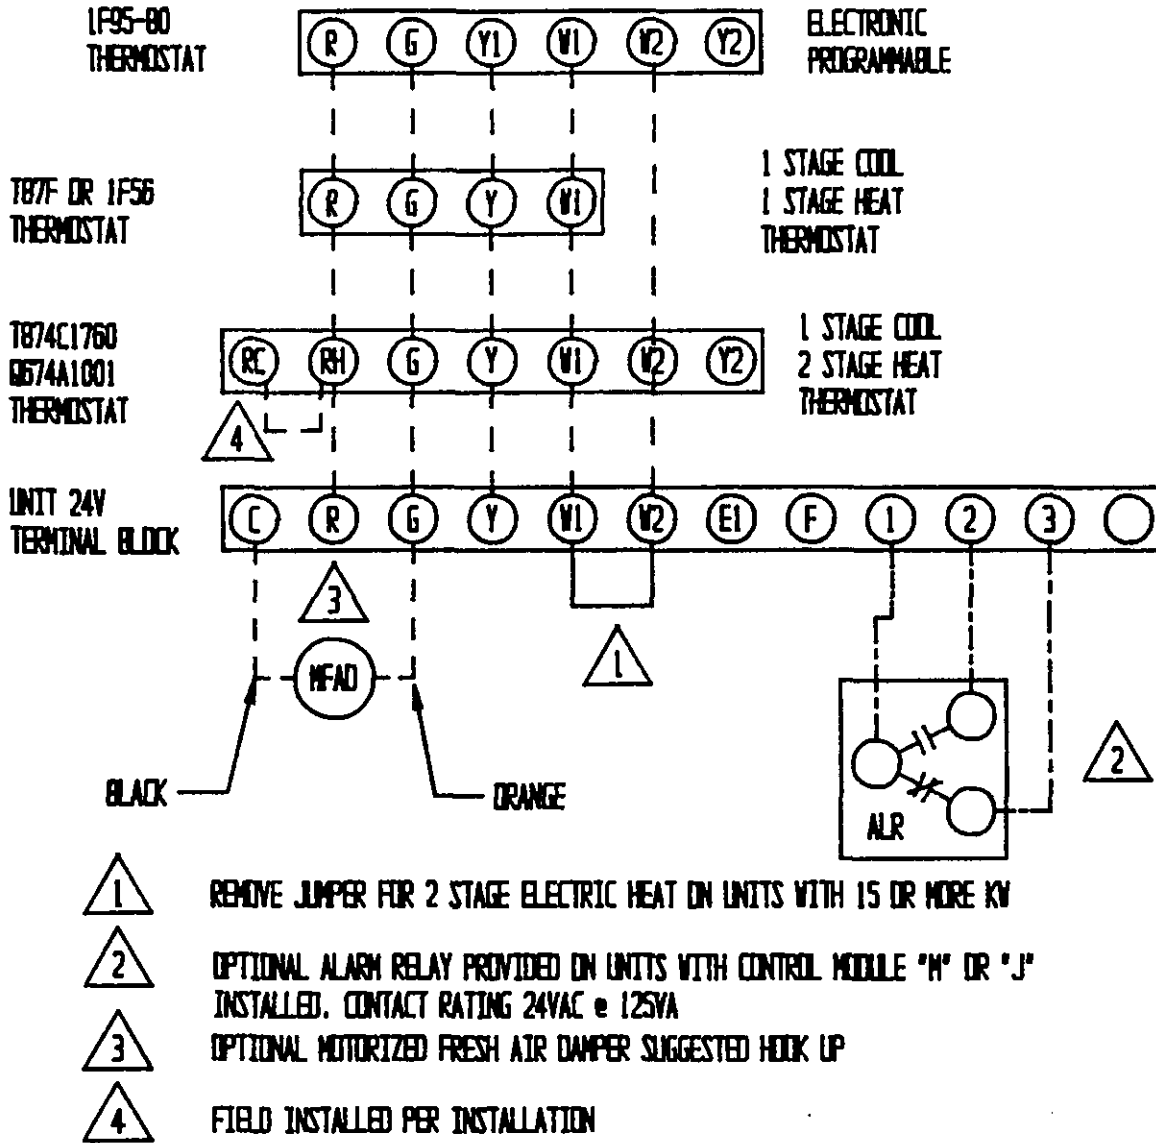 1F95-80
THERMOSTAT
R G Y1 W1 W2 Y2
ELECTRONIC
PROGRAMMABLE
T87F OR 1F56
THERMOSTAT
R G Y W1
1 STAGE COOL
1 STAGE HEAT
THERMOSTAT
T874C1760
Q674A1001
THERMOSTAT
RC RH G Y W1 W2 Y2
1 STAGE COOL
2 STAGE HEAT
THERMOSTAT
4
UNIT 24V
TERMINAL BLOCK
C R G Y W1 W2 E1 F 1 2 3
3
1
MFAD
2
BLACK
ORANGE
ALR
1 REMOVE JUMPER FOR 2 STAGE ELECTRIC HEAT ON UNITS WITH 15 OR MORE KW
2 OPTIONAL ALARM RELAY PROVIDED ON UNITS WITH CONTROL MODULE "M" OR "J"
INSTALLED. CONTACT RATING 24VAC @ 125VA
3 OPTIONAL MOTORIZED FRESH AIR DAMPER SUGGESTED HOOK UP
4 FIELD INSTALLED PER INSTALLATION